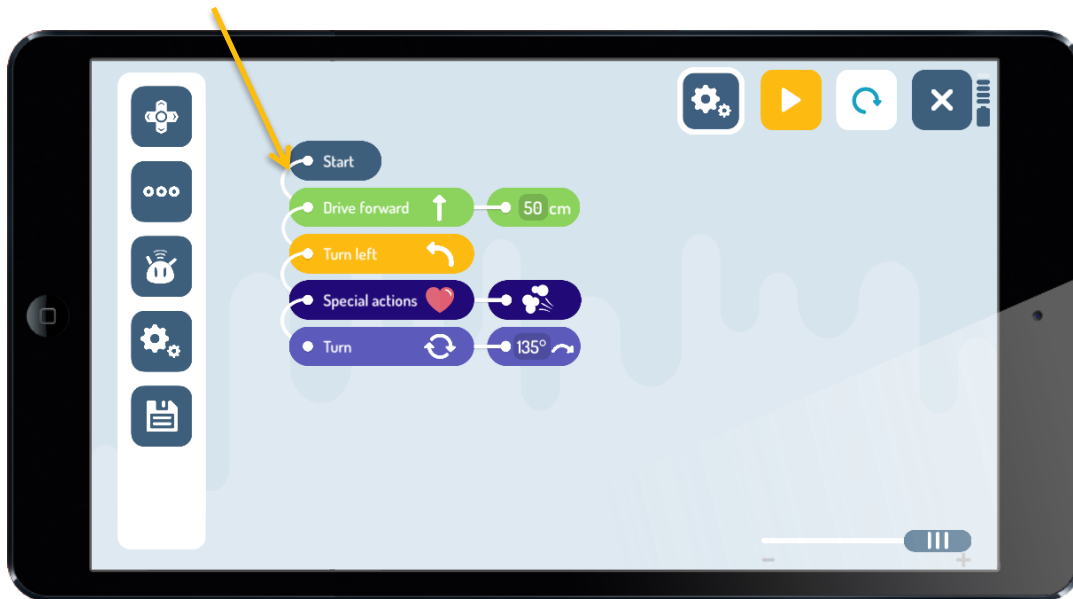 Start
Drive forward 50 cm
Turn left
Special actions
Turn 135°